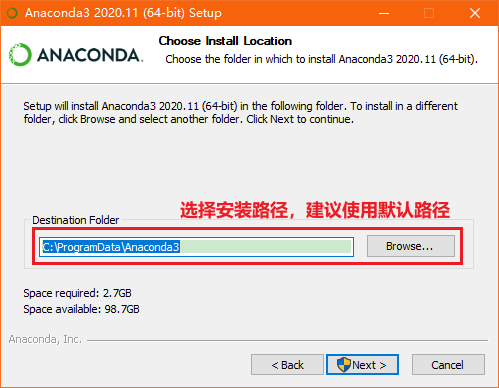 Anaconda3 2020.11 (64-bit) Setup
ANACONDA.
Choose Install Location
Choose the folder in which to install Anaconda3 2020.11 (64-bit).
Setup will install Anaconda3 2020.11 (64-bit) in the following folder. To install in a different
folder, click Browse and select another folder. Click Next to continue.
选择安装路径，建议使用默认路径
Destination Folder
C:\ProgramData\Anaconda3
Browse...
Space required: 2.7GB
Space available: 98.7GB
Anaconda, Inc.
< Back
Next >
Cancel